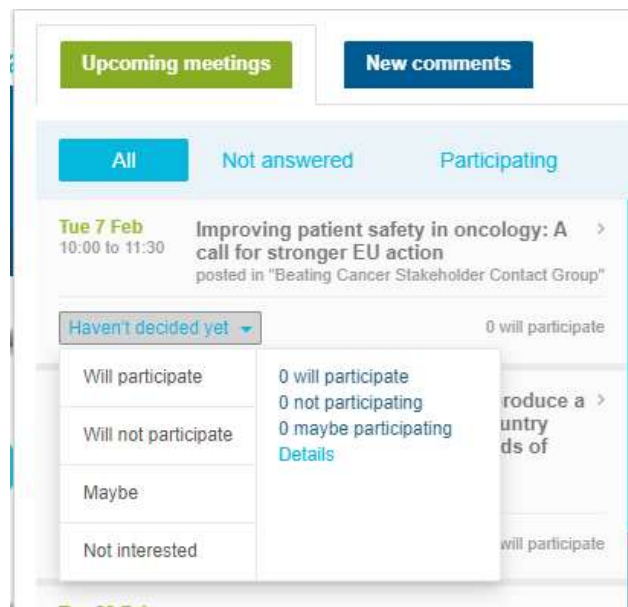 Upcoming meetings
New comments
All
Not answered
Participating
Tue 7 Feb
10:00 to 11:30
Improving patient safety in oncology: A
call for stronger EU action
posted in "Beating Cancer Stakeholder Contact Group"
Haven't decided yet
0 will participate
Will participate
Will not participate
Maybe
Not interested
0 will participate
0 not participating
0 maybe participating
Details
roduce a
untry
ds of
will participate